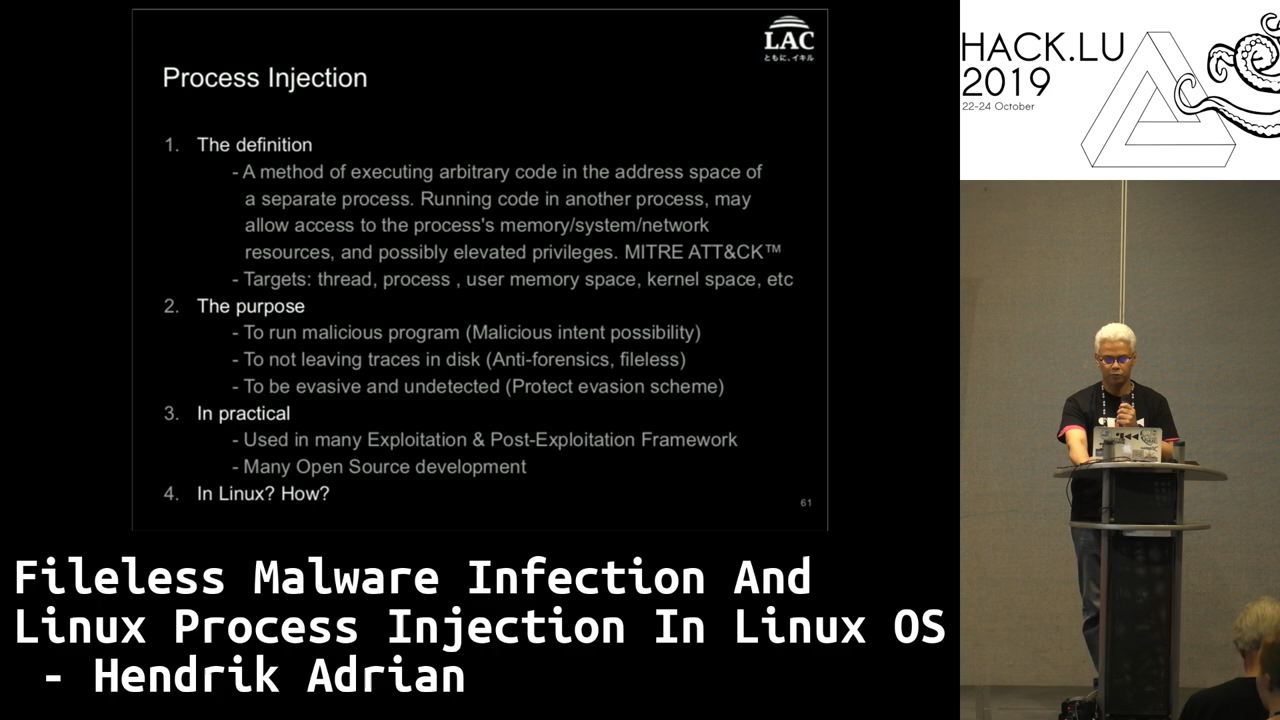 LAC
ともに、イキル
Process Injection
1. The definition
- A method of executing arbitrary code in the address space of
a separate process. Running code in another process, may
allow access to the process's memory/system/network
resources, and possibly elevated privileges. MITRE ATT&CK™
- Targets: thread, process , user memory space, kernel space, etc
2. The purpose
- To run malicious program (Malicious intent possibility)
- To not leaving traces in disk (Anti-forensics, fileless)
- To be evasive and undetected (Protect evasion scheme)
3. In practical
- Used in many Exploitation & Post-Exploitation Framework
- Many Open Source development
4. In Linux? How?
61
Fileless Malware Infection And
Linux Process Injection In Linux OS
- Hendrik Adrian
HACK.LU
2019
22-24 October